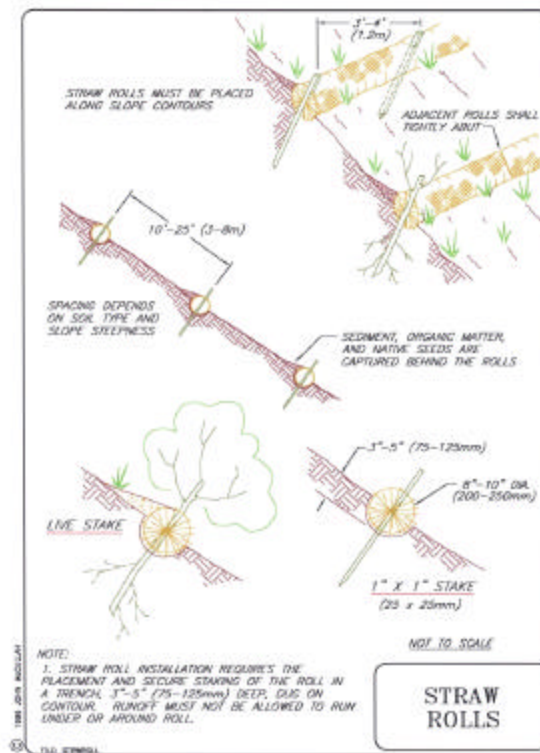 3'-4'
(1.2m)
STRAW ROLLS MUST BE PLACED
ALONG SLOPE CONTOURS
ADJACENT ROLLS SHALL
TIGHTLY ABUT
10'-25' (3-8m)
SPACING DEPENDS
ON SOIL TYPE AND
SLOPE STEEPNESS
SEDIMENT, ORGANIC MATTER,
AND NATIVE SEEDS ARE
CAPTURED BEHIND THE ROLLS
LIVE STAKE
3"-5" (75-125mm)
8"-10" DIA.
(200-250mm)
1" X 1" STAKE
(25 x 25mm)
NOT TO SCALE
NOTE:
1. STRAW ROLL INSTALLATION REQUIRES THE
PLACEMENT AND SECURE STAKING OF THE ROLL IN
A TRENCH, 3"-5" (75-125mm) DEEP, DUG ON
CONTOUR. RUNOFF MUST NOT BE ALLOWED TO RUN
UNDER OR AROUND ROLL.
STRAW
ROLLS
JOHN